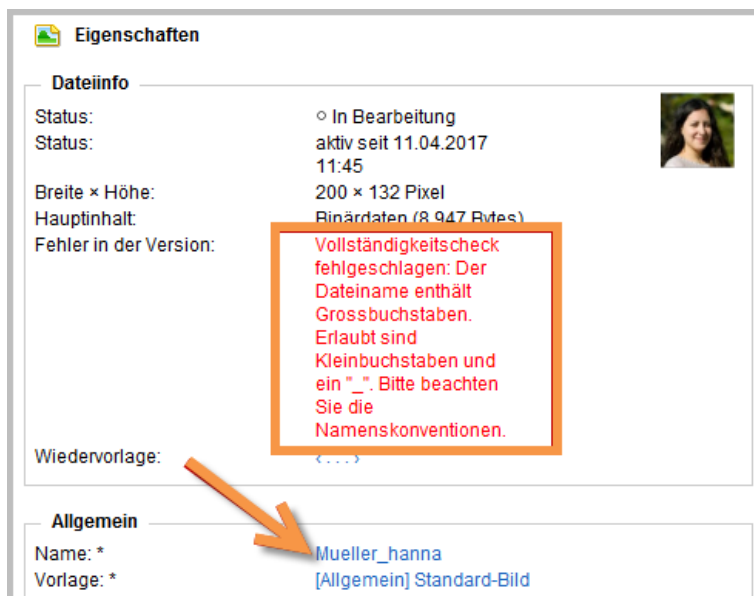 Eigenschaften
Dateiinfo
Status: ○ In Bearbeitung
Status: aktiv seit 11.04.2017
11:45
Breite × Höhe: 200 × 132 Pixel
Hauptinhalt: Binärdaten (8 947 Bytes)
Fehler in der Version: Vollständigkeitscheck
fehlgeschlagen: Der
Dateiname enthält
Grossbuchstaben.
Erlaubt sind
Kleinbuchstaben und
ein "_". Bitte beachten
Sie die
Namenskonventionen.
Wiedervorlage: <...>
Allgemein
Name: * Mueller_hanna
Vorlage: * [Allgemein] Standard-Bild